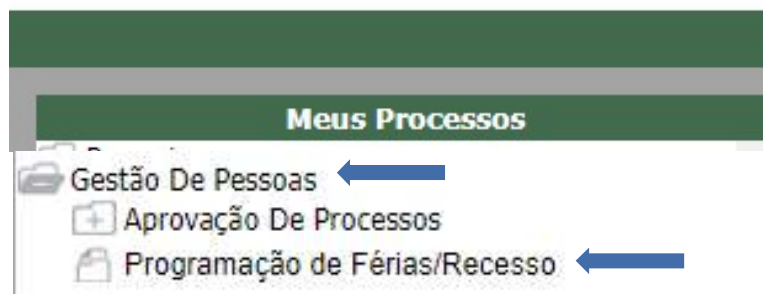 Meus Processos
Gestão De Pessoas
Aprovação De Processos
Programação de Férias/Recesso